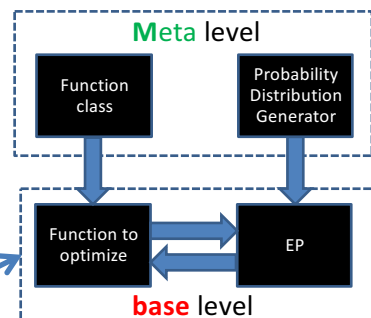 Meta level
Function
class
Probability
Distribution
Generator
Function to
optimize
EP
base level